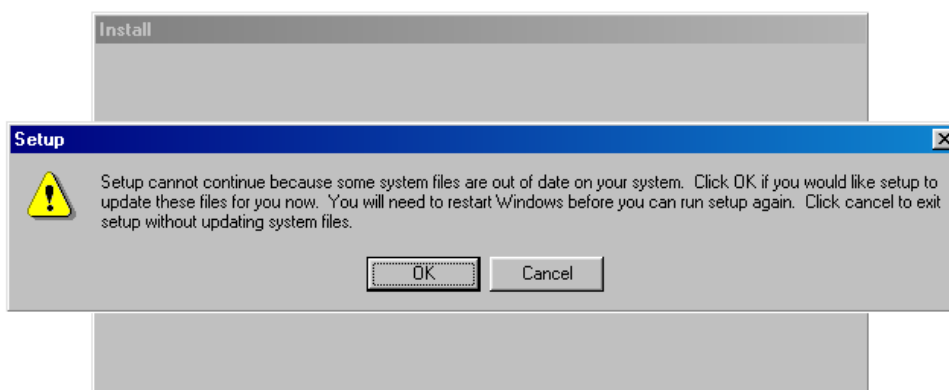 Install
Setup
Setup cannot continue because some system files are out of date on your system.  Click OK if you would like setup to
update these files for you now.  You will need to restart Windows before you can run setup again.  Click cancel to exit
setup without updating system files.
OK
Cancel